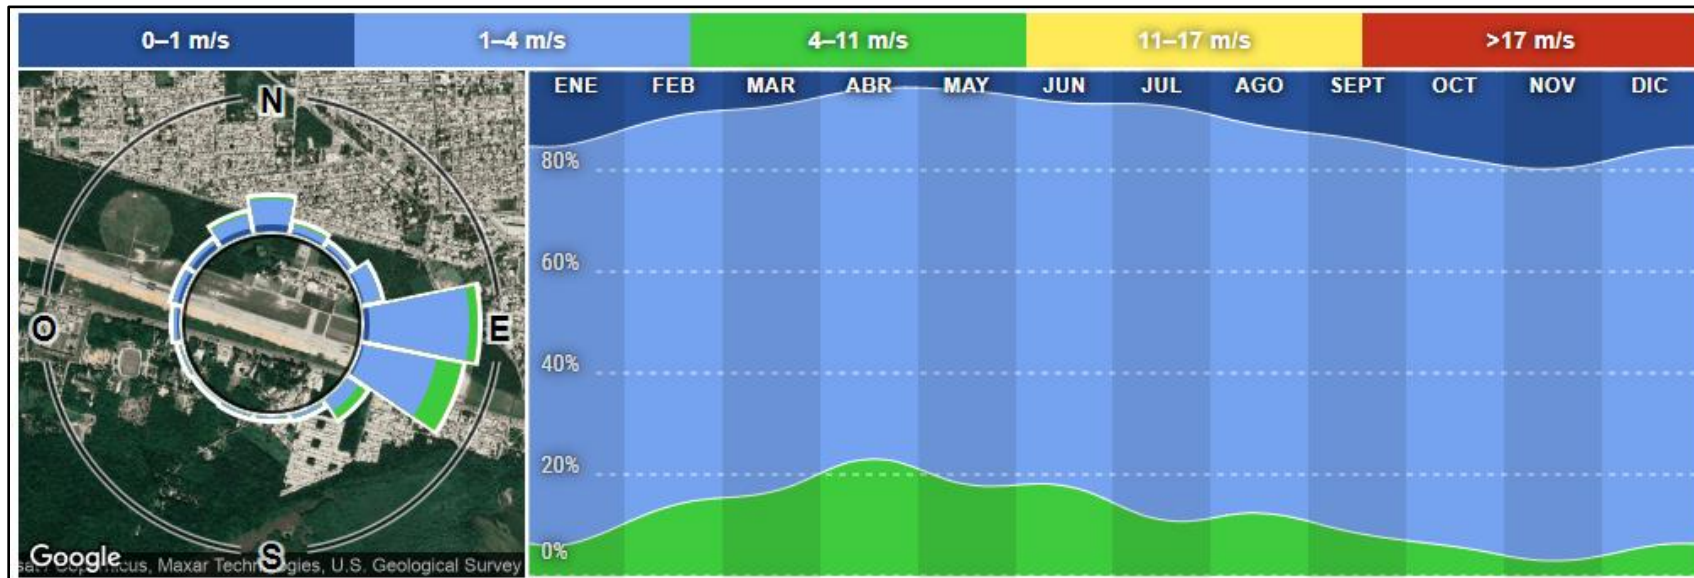 0–1 m/s 1–4 m/s 4–11 m/s 11–17 m/s >17 m/s
ENE FEB MAR ABR MAY JUN JUL AGO SEPT OCT NOV DIC
N
80%
60%
O E
40%
20%
0%
S
Google
Maxar Technologies, U.S. Geological Survey